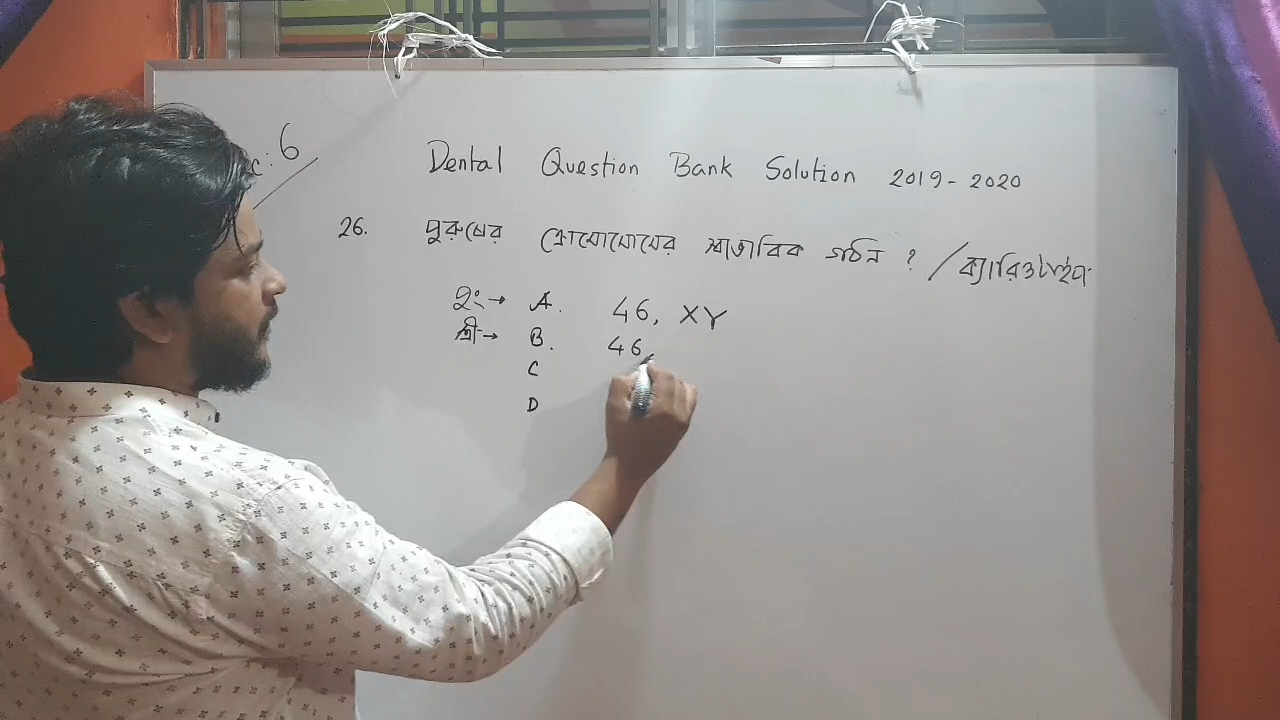 c: 6
Dental Question Bank Solution 2019-2020
26. পুরুষের ক্রোমোসোমের স্বাভাবিক গঠন ? / ক্যারিওটাইপ
পুং→ A. 46, XY
স্ত্রী→ B. 46,
C
D